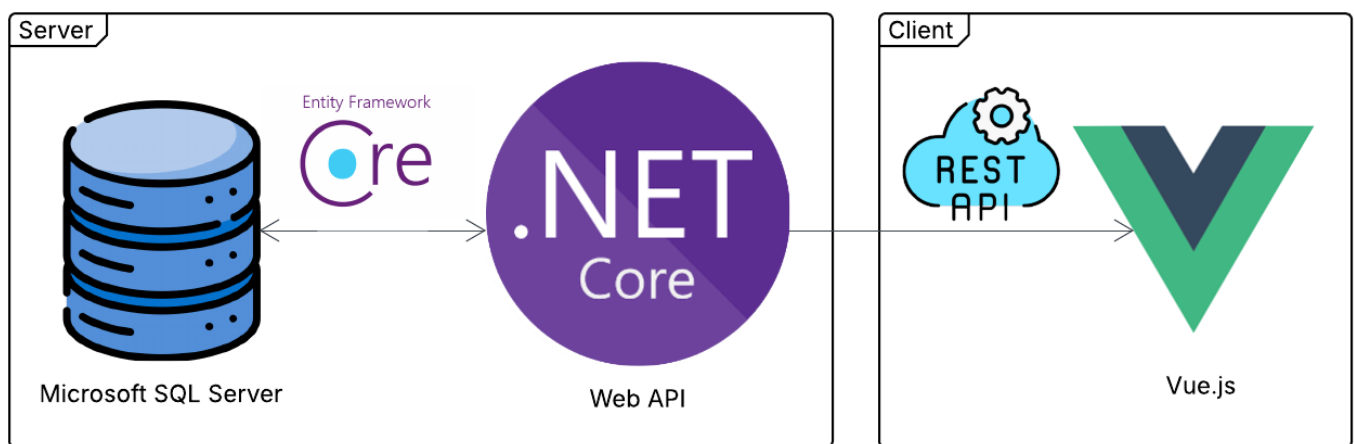 Server
Client
Entity Framework
Core
.NET
Core
REST
API
Microsoft SQL Server
Web API
Vue.js